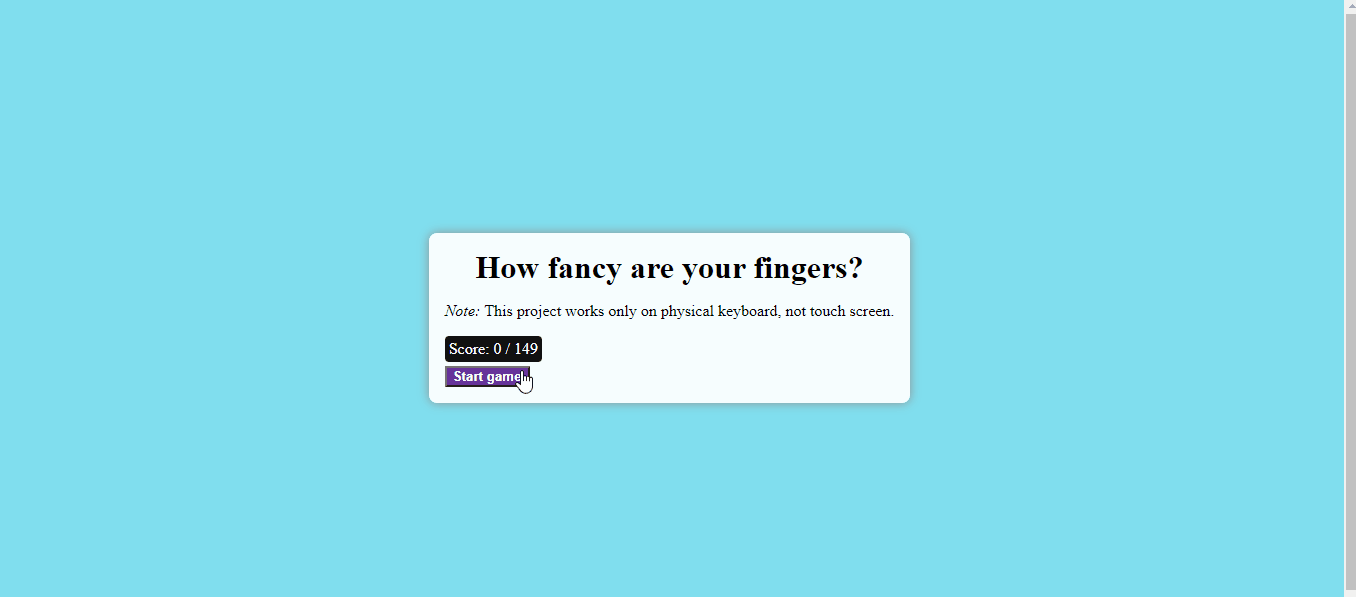 How fancy are your fingers?
Note: This project works only on physical keyboard, not touch screen.
Score: 0 / 149
Start game